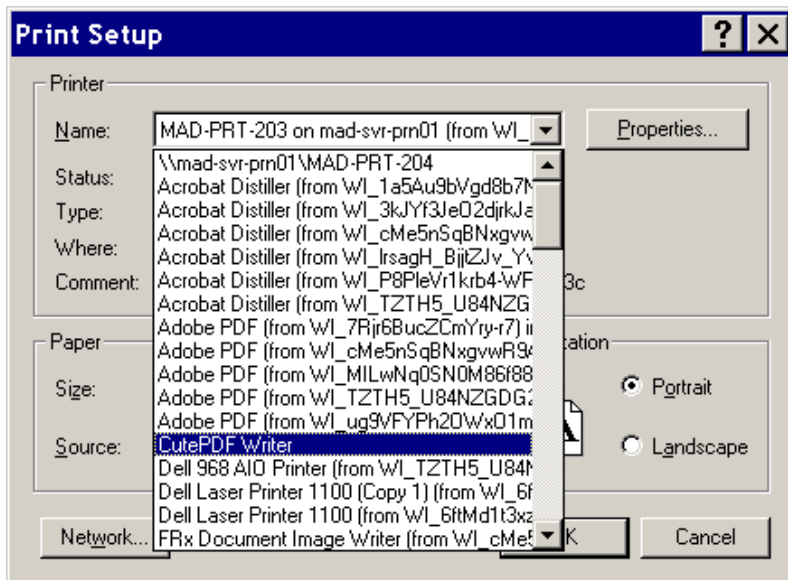 Print Setup
Printer
Name:
MAD-PRT-203 on mad-svr-prn01 (from WI_
Properties...
\\mad-svr-prn01\MAD-PRT-204
Status:
Acrobat Distiller (from WI_1a5Au9bVgd8b7N
Type:
Acrobat Distiller (from WI_3kJYf3JeO2djrkJa
Acrobat Distiller (from WI_cMe5nSqBNxgvw
Where:
Acrobat Distiller (from WI_IrsagH_BjjtZJv_Yv
Comment:
Acrobat Distiller (from WI_P8PleVr1krb4-WF
3c
Acrobat Distiller (from WI_TZTH5_U84NZG
Adobe PDF (from WI_7Rjr6BucZCmYry-r7) i
Paper
Adobe PDF (from WI_cMe5nSqBNxgvwR9
Adobe PDF (from WI_MILwNq0SN0M86f88
Size:
Portrait
Adobe PDF (from WI_TZTH5_U84NZGDG2
Adobe PDF (from WI_ug9VFYPh2OWxO1m
Source:
CutePDF Writer
Landscape
Dell 968 AIO Printer (from WI_TZTH5_U84N
Dell Laser Printer 1100 (Copy 1) (from WI_6f
Dell Laser Printer 1100 (from WI_6ftMd1t3xz
Network...
FRx Document Image Writer (from WI_cMe5
Cancel